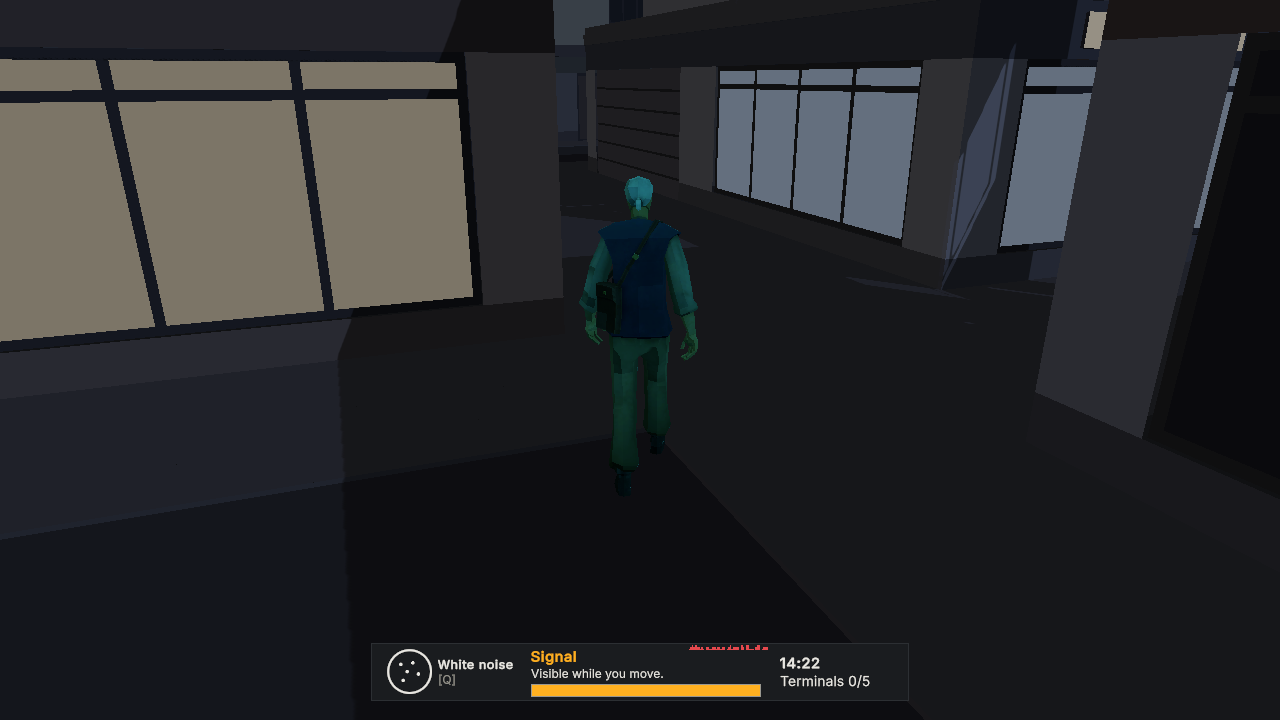 White noise
[Q]
Signal
Visible while you move.
14:22
Terminals 0/5